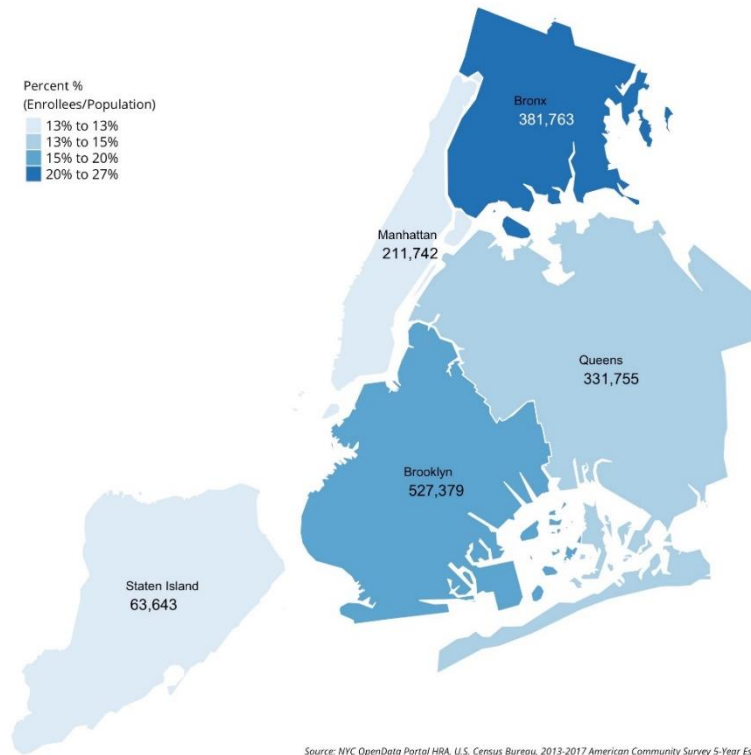 Percent %
(Enrollees/Population)
13% to 13%
13% to 15%
15% to 20%
20% to 27%
Bronx
381,763
Manhattan
211,742
Queens
331,755
Brooklyn
527,379
Staten Island
63,643
Source: NYC OpenData Portal HRA, U.S. Census Bureau, 2013-2017 American Community Survey 5-Year Es